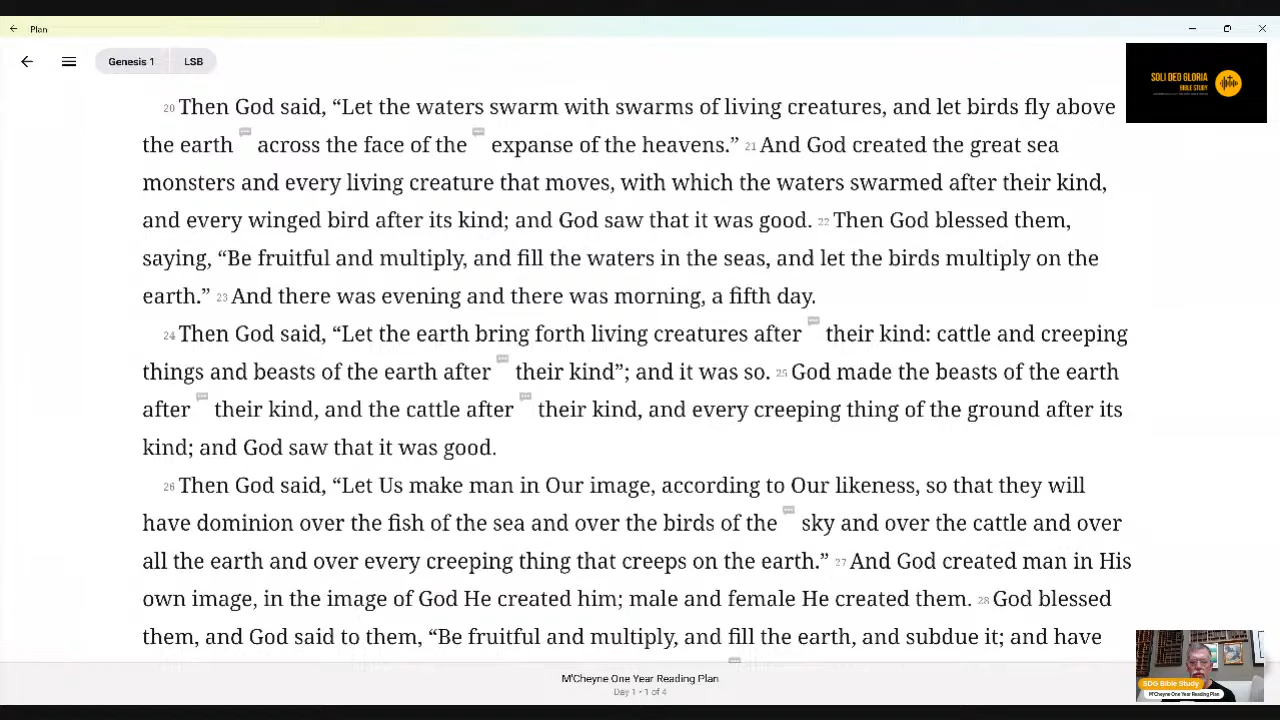 Plan
Genesis 1 LSB
SOLI DEO GLORIA
BIBLE STUDY
20 Then God said, “Let the waters swarm with swarms of living creatures, and let birds fly above
the earth across the face of the expanse of the heavens.” 21 And God created the great sea
monsters and every living creature that moves, with which the waters swarmed after their kind,
and every winged bird after its kind; and God saw that it was good. 22 Then God blessed them,
saying, “Be fruitful and multiply, and fill the waters in the seas, and let the birds multiply on the
earth.” 23 And there was evening and there was morning, a fifth day.
24 Then God said, “Let the earth bring forth living creatures after their kind: cattle and creeping
things and beasts of the earth after their kind”; and it was so. 25 God made the beasts of the earth
after their kind, and the cattle after their kind, and every creeping thing of the ground after its
kind; and God saw that it was good.
26 Then God said, “Let Us make man in Our image, according to Our likeness, so that they will
have dominion over the fish of the sea and over the birds of the sky and over the cattle and over
all the earth and over every creeping thing that creeps on the earth.” 27 And God created man in His
own image, in the image of God He created him; male and female He created them. 28 God blessed
them, and God said to them, “Be fruitful and multiply, and fill the earth, and subdue it; and have
M'Cheyne One Year Reading Plan
Day 1 • 1 of 4
SDG Bible Study
M'Cheyne One Year Reading Plan